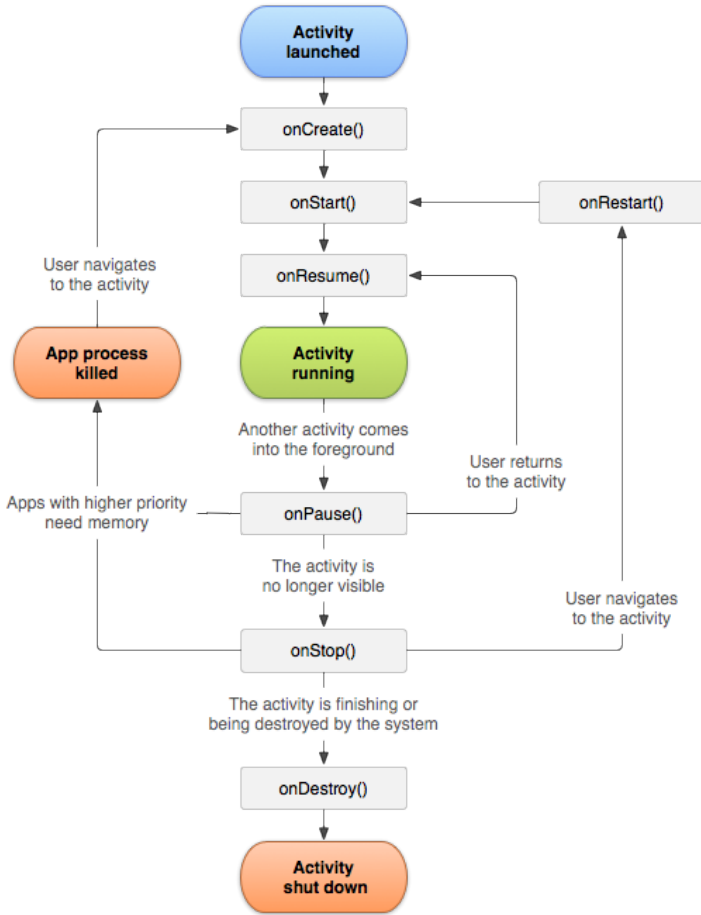 Activity
launched
onCreate()
onStart()
onRestart()
User navigates
to the activity
onResume()
App process
killed
Activity
running
Another activity comes
into the foreground
User returns
to the activity
Apps with higher priority
need memory
onPause()
The activity is
no longer visible
User navigates
to the activity
onStop()
The activity is finishing or
being destroyed by the system
onDestroy()
Activity
shut down